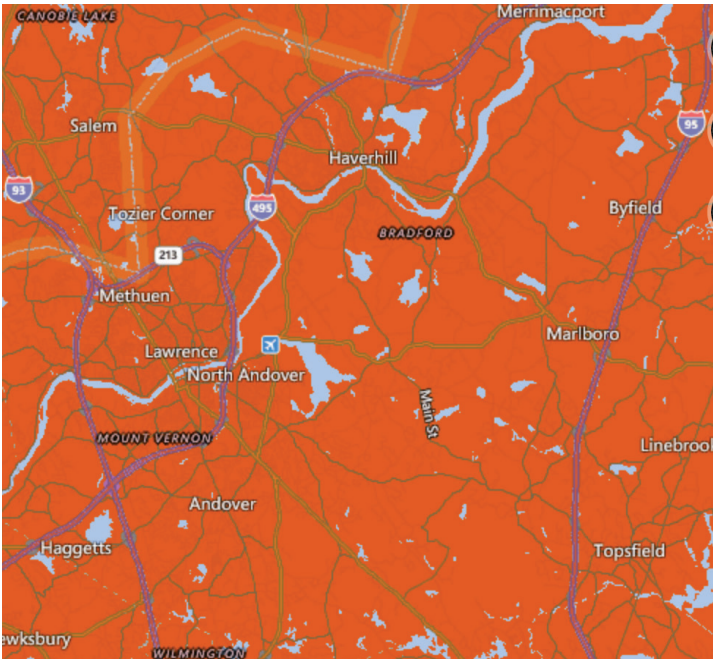 CANOBIE LAKE
Merrimacport
Salem
95
Haverhill
93
Tozier Corner
495
Byfield
BRADFORD
213
Methuen
Marlboro
Lawrence
North Andover
Main St
MOUNT VERNON
Linebrook
Andover
Haggetts
Topsfield
ewksbury
WILMINGTON